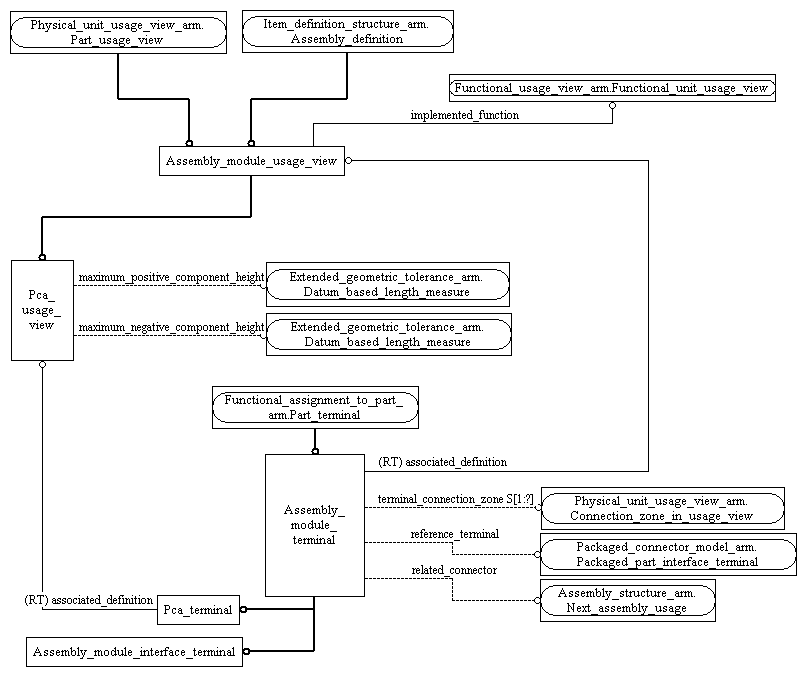 Physical_unit_usage_view_arm.
Part_usage_view
Item_definition_structure_arm.
Assembly_definition
Functional_usage_view_arm.Functional_unit_usage_view
implemented_function
Assembly_module_usage_view
maximum_positive_component_height
Extended_geometric_tolerance_arm.
Datum_based_length_measure
Pca_
usage_
view
maximum_negative_component_height
Extended_geometric_tolerance_arm.
Datum_based_length_measure
Functional_assignment_to_part_
arm.Part_terminal
(RT) associated_definition
Assembly_
module_
terminal
terminal_connection_zone S[1:?]
Physical_unit_usage_view_arm.
Connection_zone_in_usage_view
reference_terminal
Packaged_connector_model_arm.
Packaged_part_interface_terminal
related_connector
Assembly_structure_arm.
Next_assembly_usage
(RT) associated_definition
Pca_terminal
Assembly_module_interface_terminal